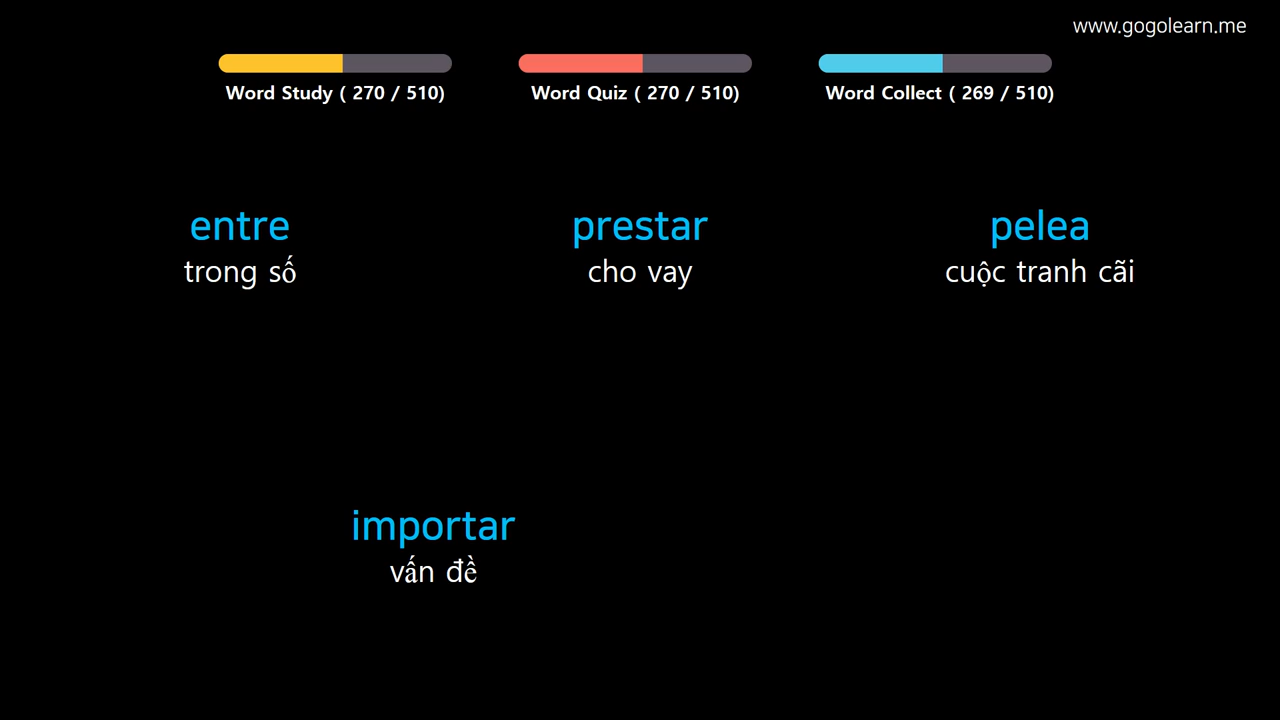 www.gogolearn.me
Word Study ( 270 / 510)
Word Quiz ( 270 / 510)
Word Collect ( 269 / 510)
entre
trong số
prestar
cho vay
pelea
cuộc tranh cãi
importar
vấn đề